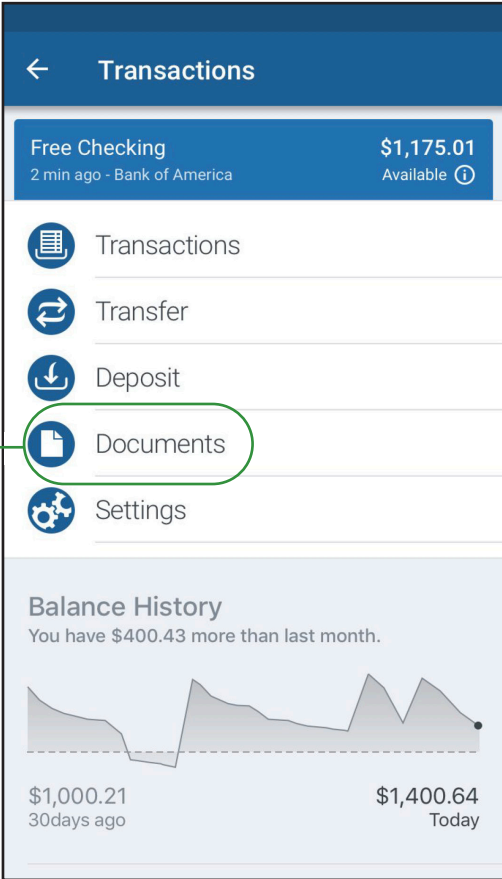 Transactions
Free Checking
$1,175.01
2 min ago - Bank of America
Available
Transactions
Transfer
Deposit
Documents
Settings
Balance History
You have $400.43 more than last month.
$1,000.21
$1,400.64
30days ago
Today